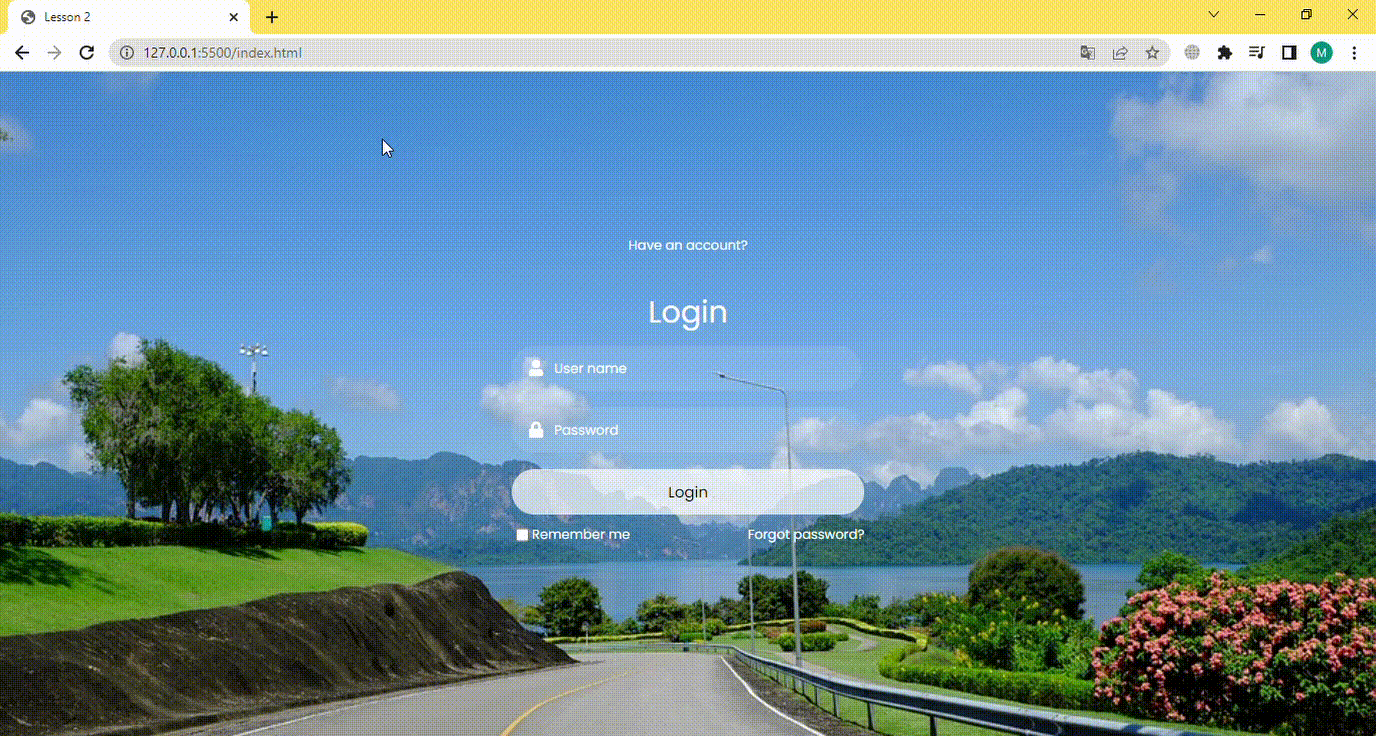 Lesson 2
127.0.0.1:5500/index.html
M
Have an account?
Login
User name
Password
Login
Remember me
Forgot password?